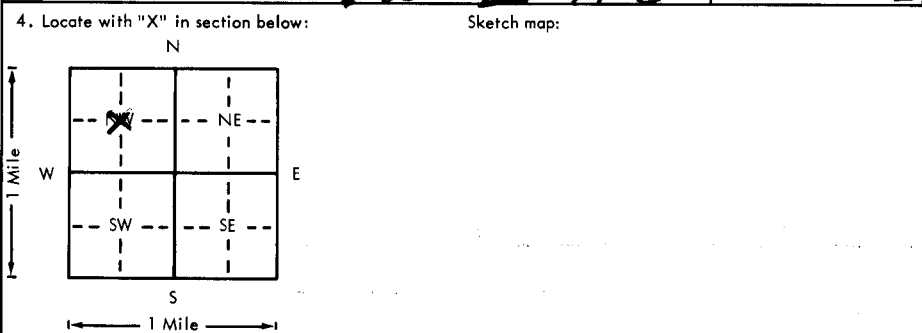 4. Locate with "X" in section below:
Sketch map:
N
NW
NE
1 Mile
W
E
SW
SE
S
1 Mile